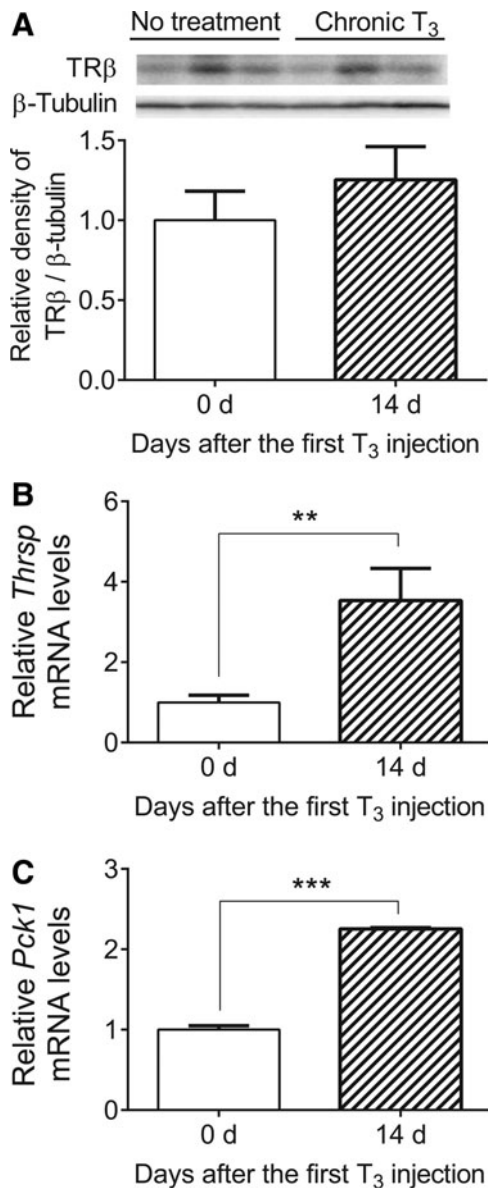 A
No treatment Chronic T₃
TRβ
β-Tubulin
Relative density of
TRβ / β-tubulin
1.5
1.0
0.5
0.0
0 d 14 d
Days after the first T₃ injection
B
Relative Thrsp
mRNA levels
6
4
2
0
**
0 d 14 d
Days after the first T₃ injection
C
Relative Pck1
mRNA levels
3
2
1
0
***
0 d 14 d
Days after the first T₃ injection